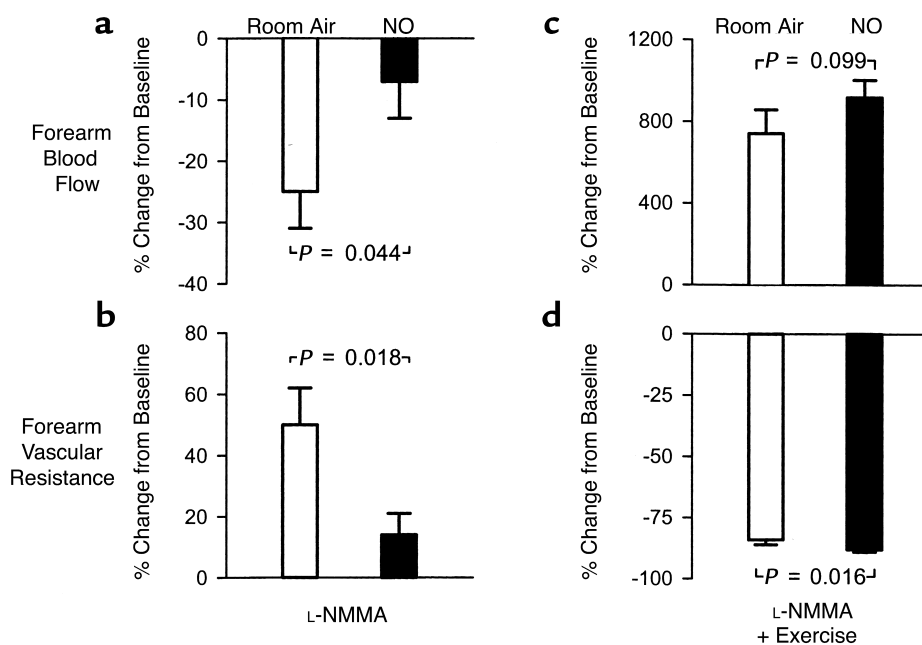 a
Room Air NO
0
-10
-20
-30
-40
% Change from Baseline
Forearm
Blood
Flow
P = 0.044
c
Room Air NO
1200
800
400
0
% Change from Baseline
P = 0.099
b
80
60
40
20
0
% Change from Baseline
Forearm
Vascular
Resistance
P = 0.018
L-NMMA
d
0
-25
-50
-75
-100
% Change from Baseline
P = 0.016
L-NMMA
+ Exercise